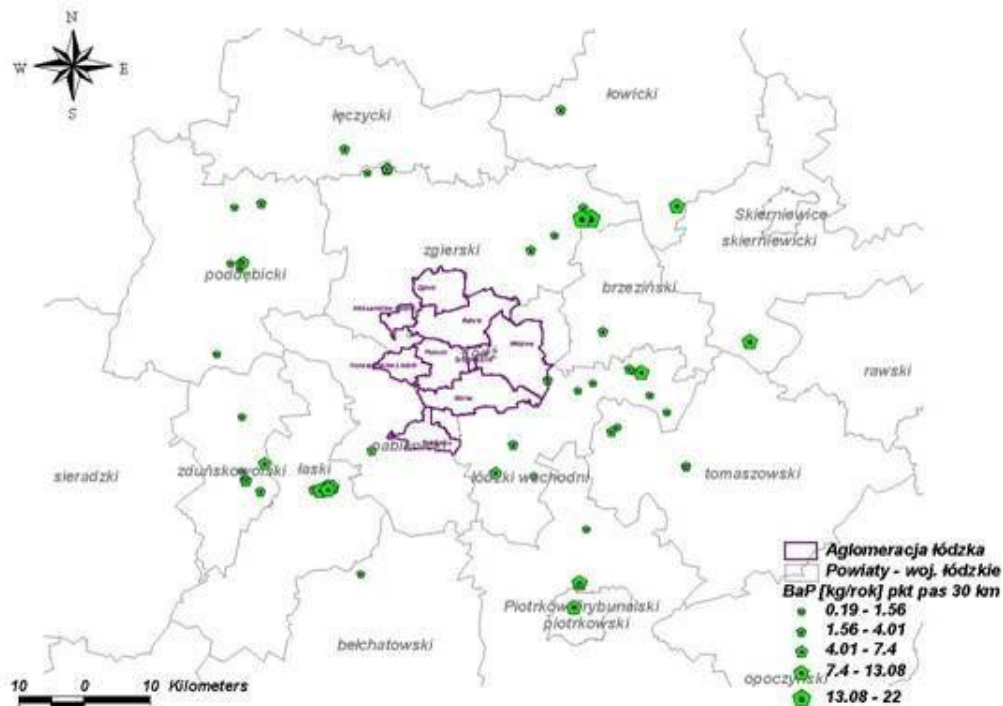 N
W E
S
łowicki
łęczycki
Skierniewice
skierniewicki
zgierski
poddębicki
brzeziński
rawski
sieradzki
zduńskowolski
łaski
łódzki wschodni
tomaszowski
Piotrków Trybunalski
piotrkowski
bełchatowski
opoczyński
Aglomeracja łódzka
Powiaty - woj. łódzkie
BaP [kg/rok] pkt pas 30 km
0.19 - 1.56
1.56 - 4.01
4.01 - 7.4
7.4 - 13.08
13.08 - 22
10 0 10 Kilometers